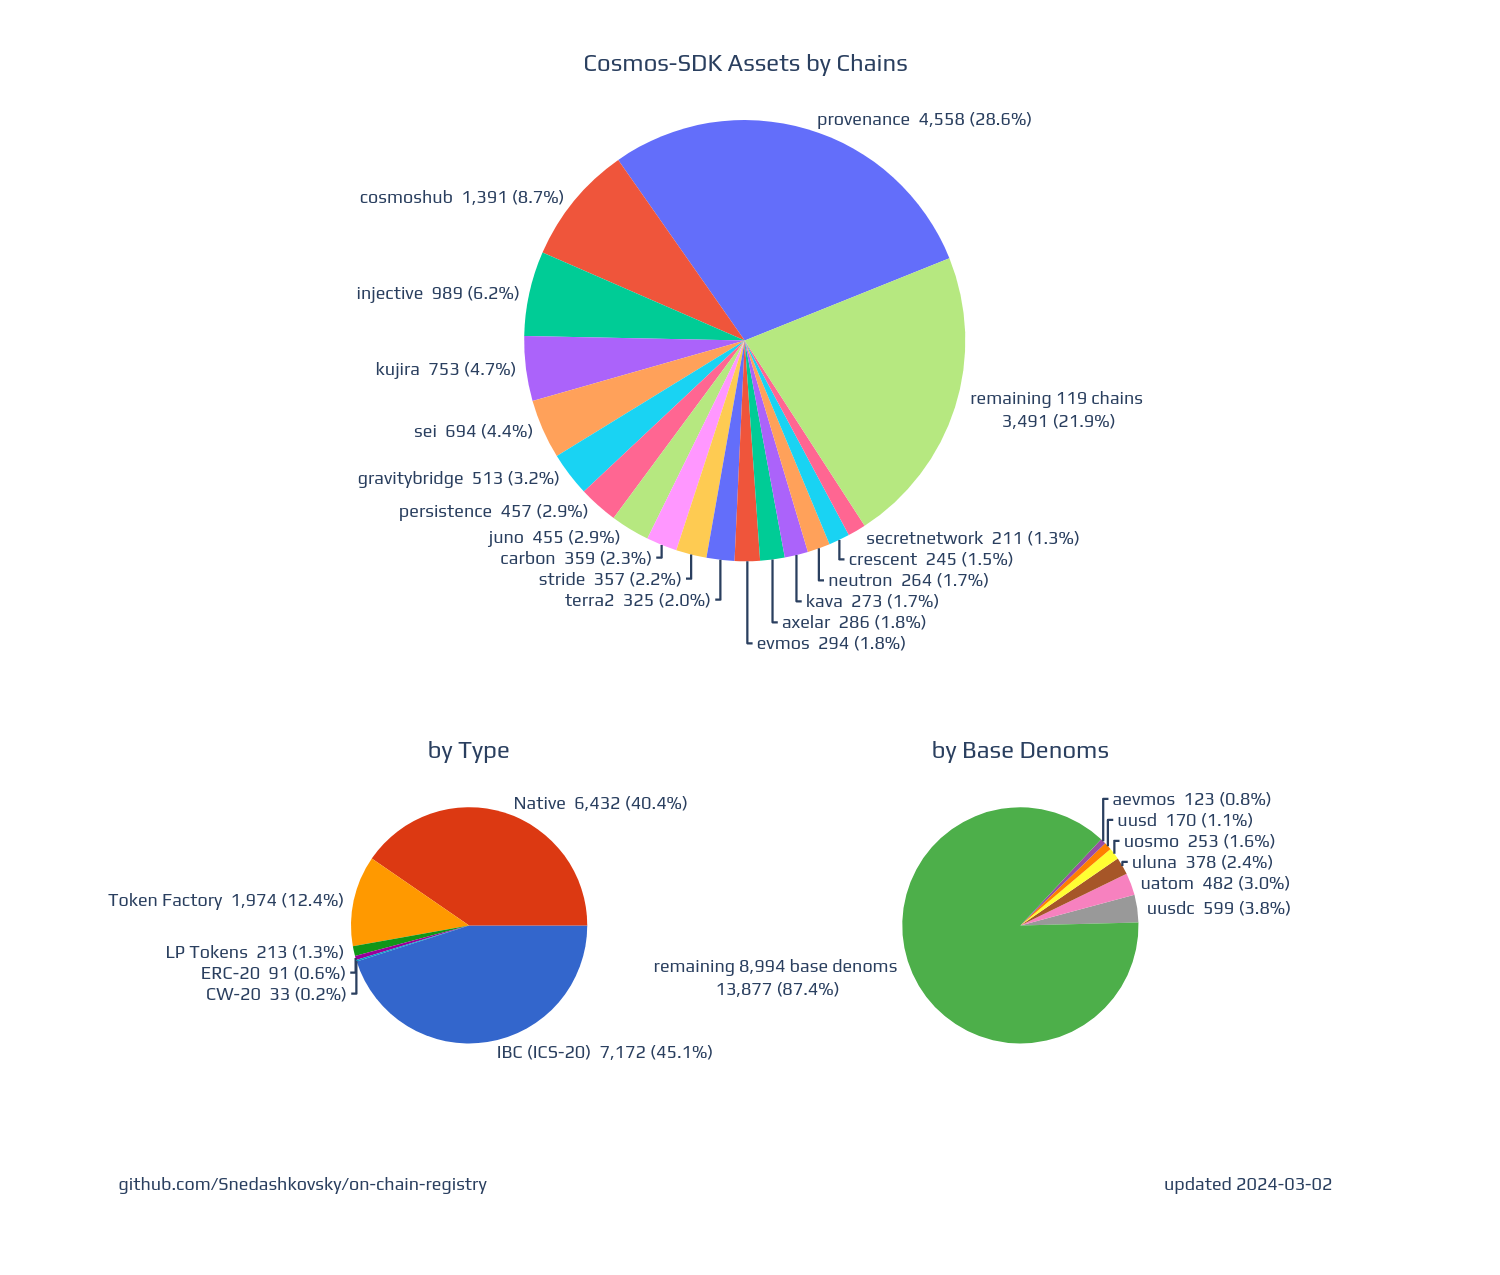 Cosmos-SDK Assets by Chains
provenance 4,558 (28.6%)
cosmoshub 1,391 (8.7%)
injective 989 (6.2%)
kujira 753 (4.7%)
remaining 119 chains
3,491 (21.9%)
sei 694 (4.4%)
gravitybridge 513 (3.2%)
persistence 457 (2.9%)
juno 455 (2.9%)
secretnetwork 211 (1.3%)
carbon 359 (2.3%)
crescent 245 (1.5%)
stride 357 (2.2%)
neutron 264 (1.7%)
terra2 325 (2.0%)
kava 273 (1.7%)
axelar 286 (1.8%)
evmos 294 (1.8%)
by Type
Native 6,432 (40.4%)
Token Factory 1,974 (12.4%)
LP Tokens 213 (1.3%)
ERC-20 91 (0.6%)
CW-20 33 (0.2%)
IBC (ICS-20) 7,172 (45.1%)
by Base Denoms
aevmos 123 (0.8%)
uusd 170 (1.1%)
uosmo 253 (1.6%)
uluna 378 (2.4%)
uatom 482 (3.0%)
uusdc 599 (3.8%)
remaining 8,994 base denoms
13,877 (87.4%)
github.com/Snedashkovsky/on-chain-registry
updated 2024-03-02